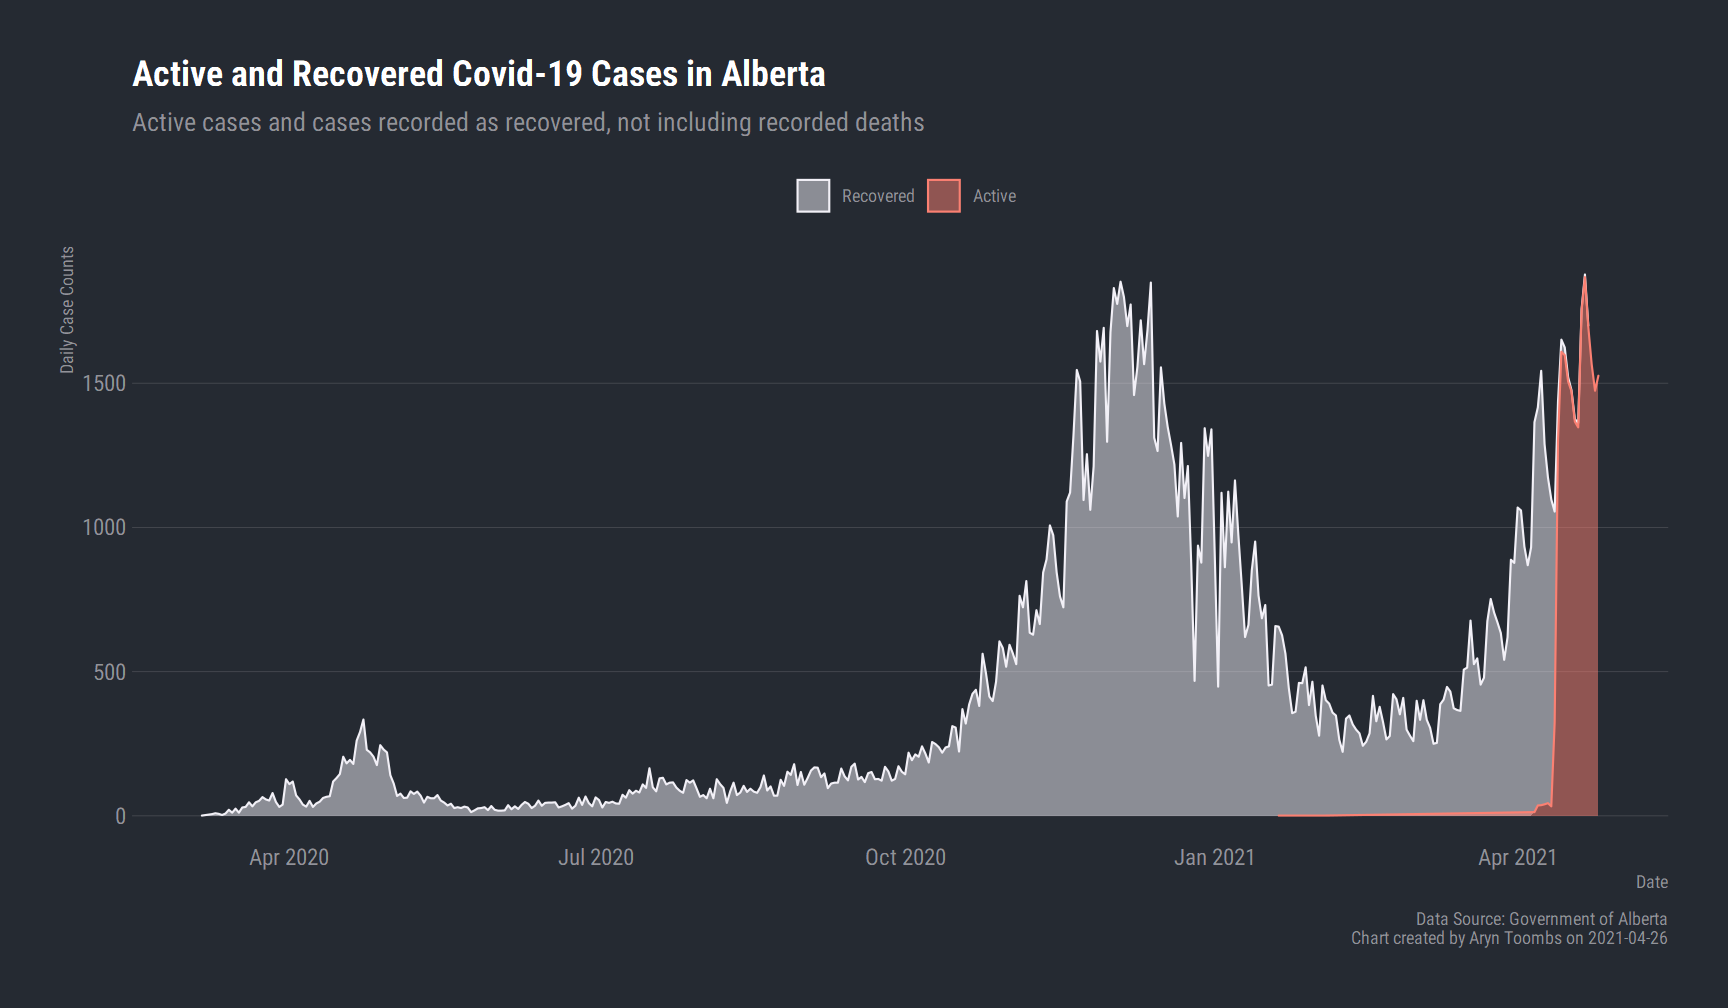 Active and Recovered Covid-19 Cases in Alberta
Active cases and cases recorded as recovered, not including recorded deaths
Recovered
Active
Daily Case Counts
1500
1000
500
0
Apr 2020
Jul 2020
Oct 2020
Jan 2021
Apr 2021
Date
Data Source: Government of Alberta
Chart created by Aryn Toombs on 2021-04-26